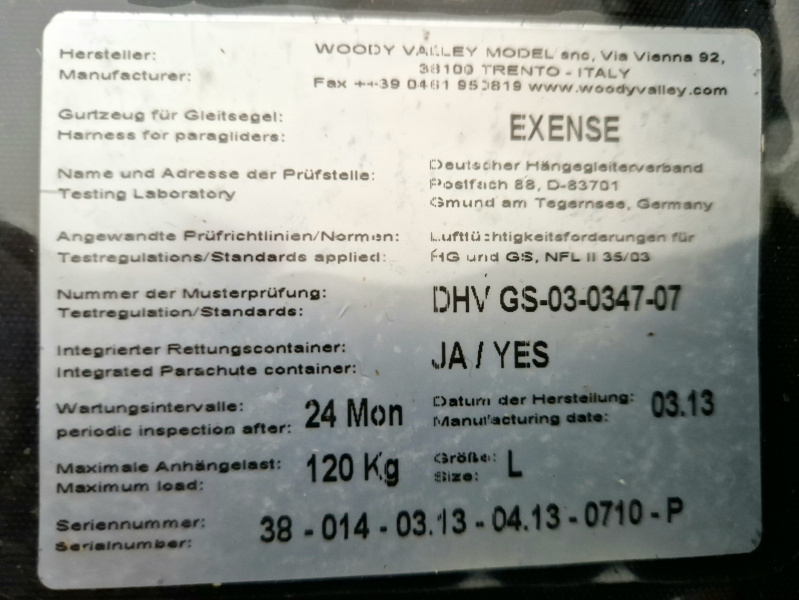 Hersteller: WOODY VALLEY MODEL snc, Via Vienna 92,
Manufacturer: 38100 TRENTO - ITALY
Fax ++39 0461 950819 www.woodyvalley.com
Gurtzeug für Gleitsegel:
Harness for paragliders: EXENSE
Name und Adresse der Prüfstelle: Deutscher Hängegleiterverband
Testing Laboratory Postfach 88, D-83701
Gmund am Tegernsee, Germany
Angewandte Prüfrichtlinien/Normen: Lufttüchtigkeitsforderungen für
Testregulations/Standards applied: HG und GS, NFL II 35/03
Nummer der Musterprüfung: DHV GS-03-0347-07
Testregulation/Standards:
Integrierter Rettungscontainer: JA / YES
Integrated Parachute container:
Wartungsintervalle: 24 Mon Datum der Herstellung: 03.13
periodic inspection after: Manufacturing date:
Maximale Anhängelast: 120 Kg Größe: L
Maximum load: Size:
Seriennummer: 38 - 014 - 03.13 - 04.13 - 0710 - P
Serialnumber: